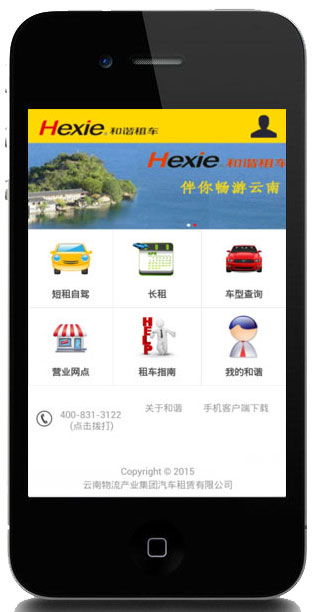 Hexie® 和谐租车
Hexie 和谐租车
伴你畅游云南
短租自驾
长租
车型查询
HELP
营业网点
租车指南
我的和谐
400-831-3122
(点击拨打)
关于和谐
手机客户端下载
Copyright © 2015
云南物流产业集团汽车租赁有限公司